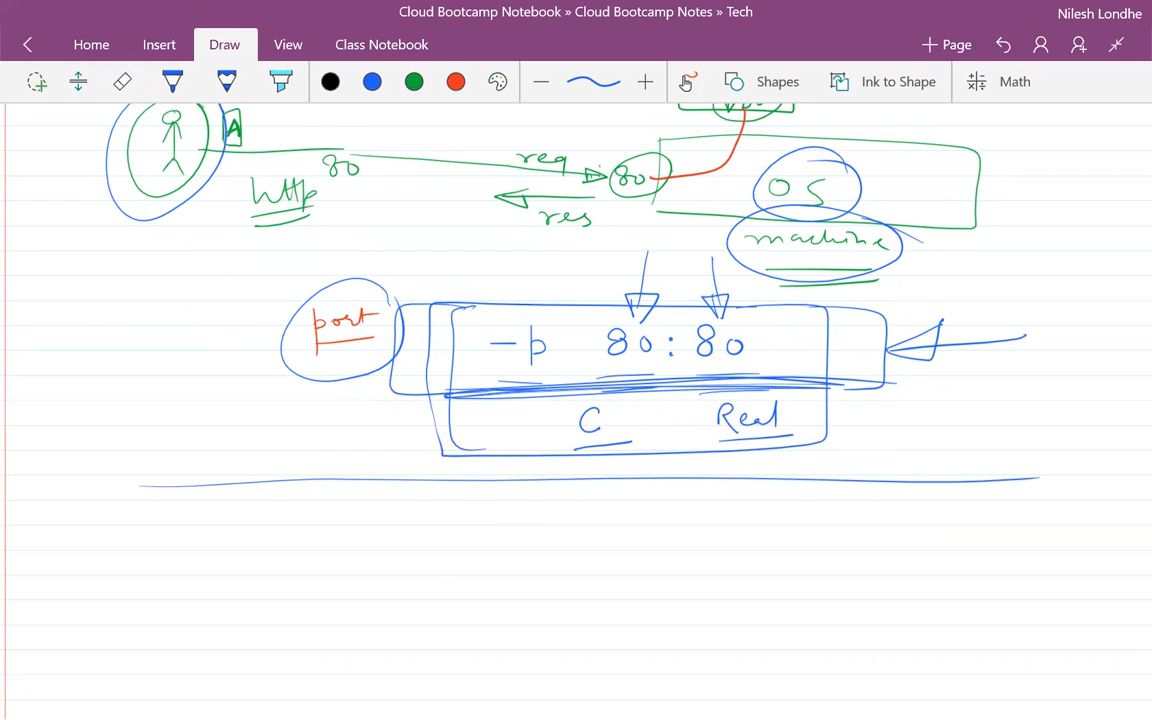 Cloud Bootcamp Notebook » Cloud Bootcamp Notes » Tech
Nilesh Londhe
Home Insert Draw View Class Notebook
Page
Shapes Ink to Shape Math
A
80
http
req
res
80
OS
machine
port
-p 80:80
C Real